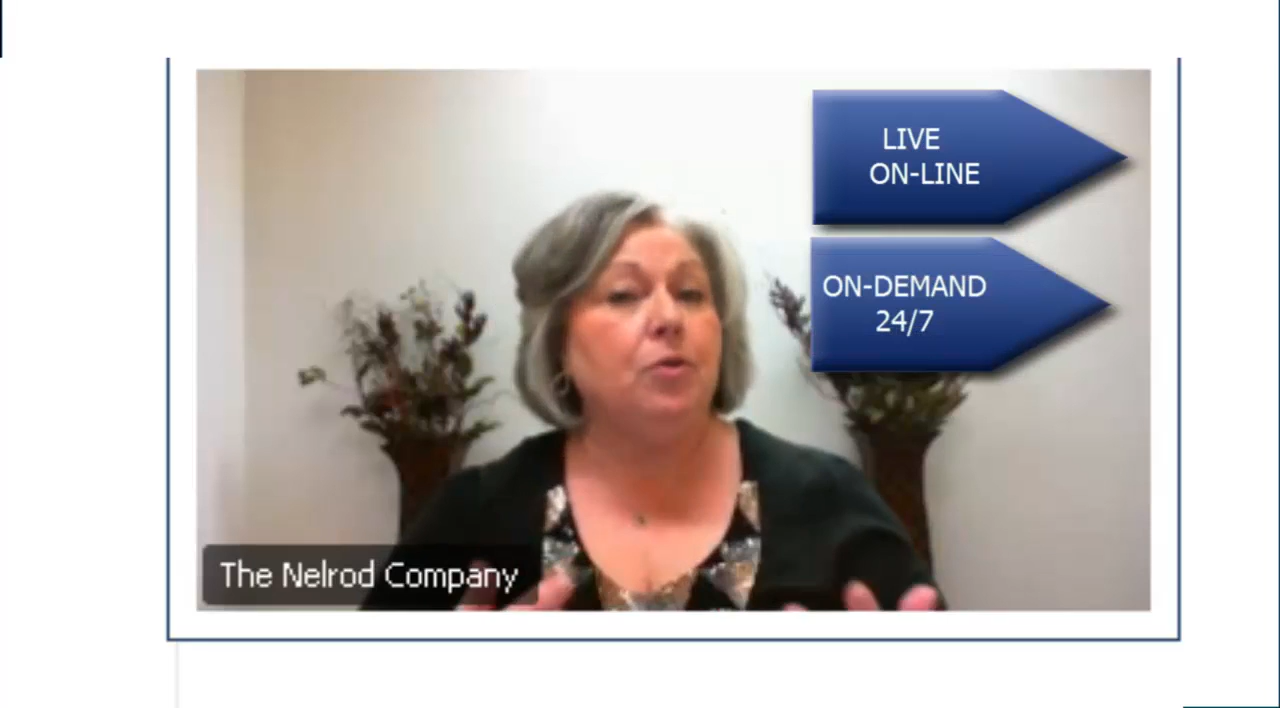 LIVE
ON-LINE
ON-DEMAND
24/7
The Nelrod Company